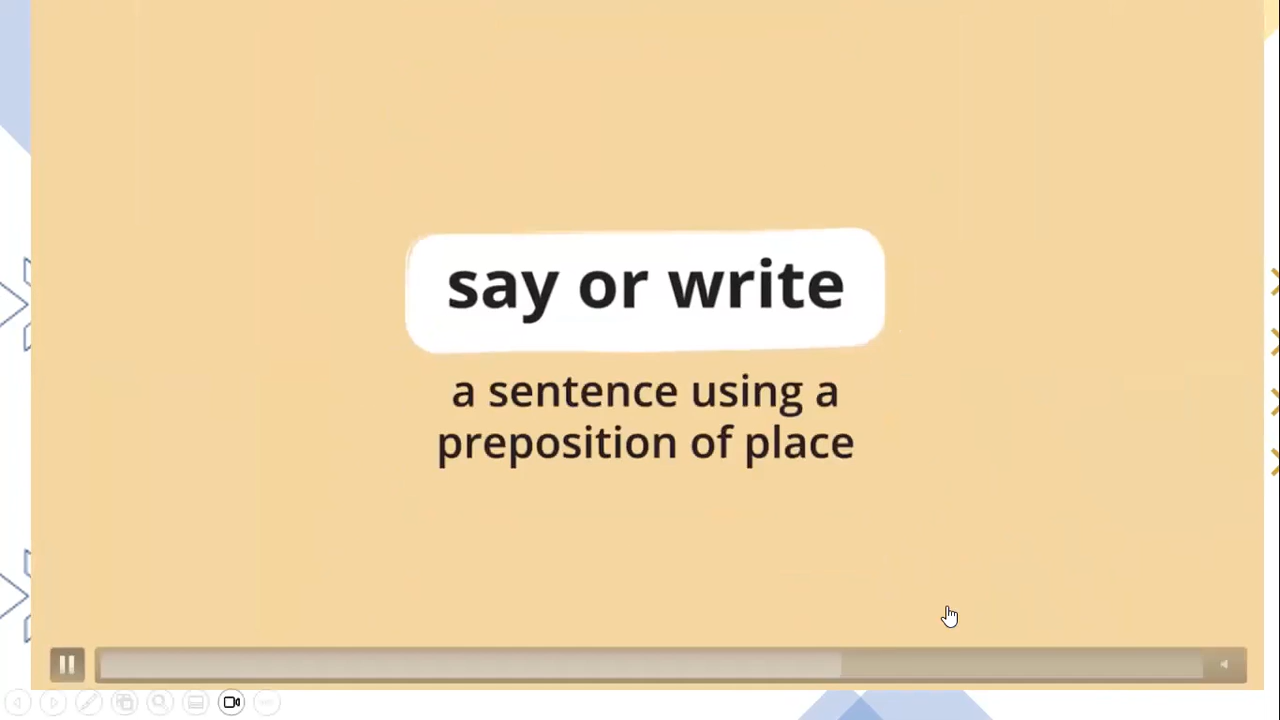 say or write
a sentence using a
preposition of place